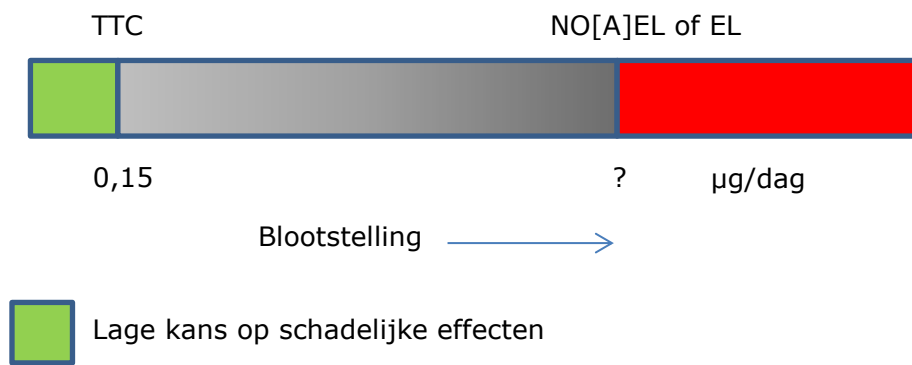 TTC NO[A]EL of EL
0,15 ? µg/dag
Blootstelling
Lage kans op schadelijke effecten